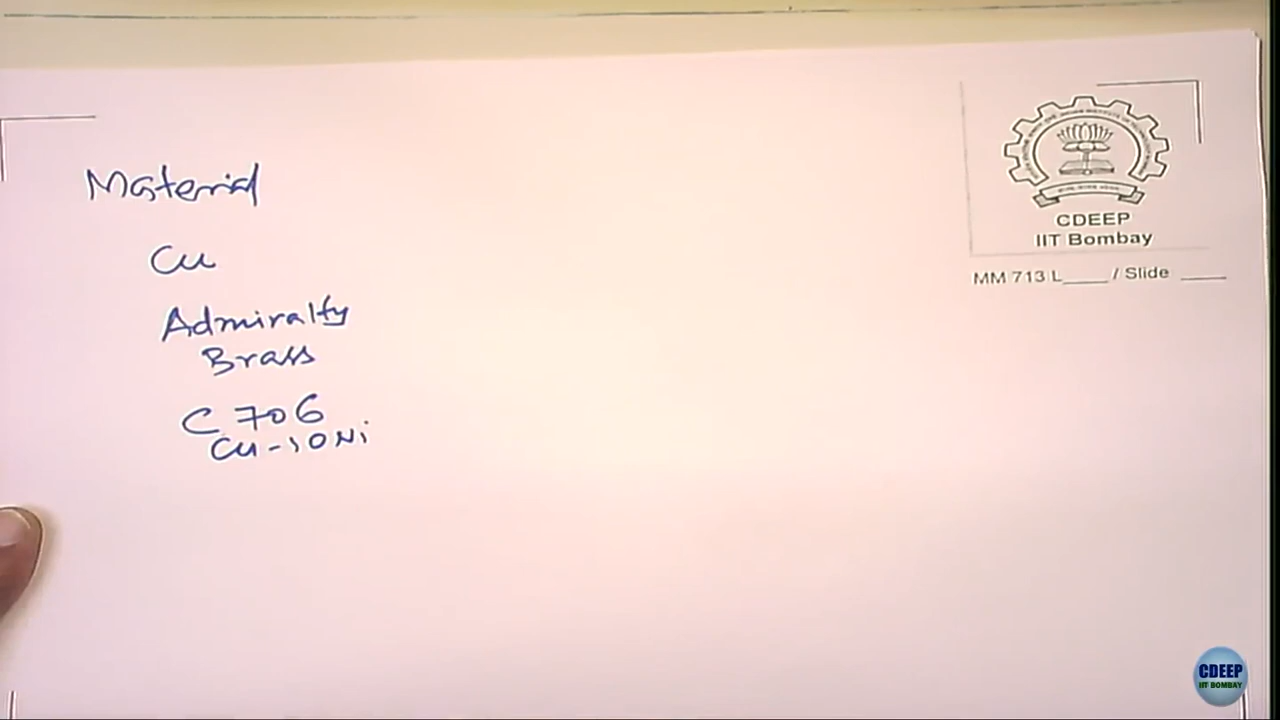 Material
Cu
Admiralty
Brass
C 706
Cu-10Ni
CDEEP
IIT Bombay
MM 713 L____ / Slide ____
CDEEP
IIT BOMBAY